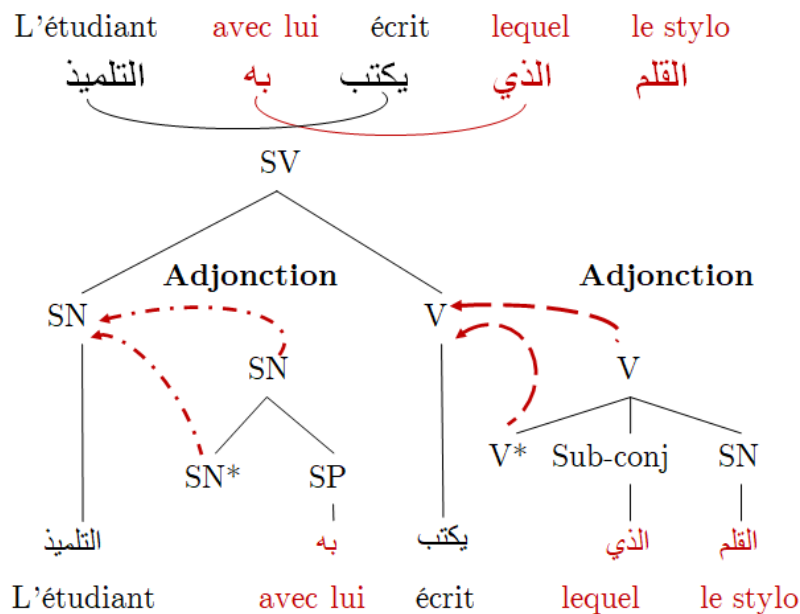 L'étudiant avec lui écrit lequel le stylo
التلميذ به يكتب الذي القلم
SV
Adjonction Adjonction
SN V
SN V
SN* SP V* Sub-conj SN
التلميذ به يكتب الذي القلم
L'étudiant avec lui écrit lequel le stylo